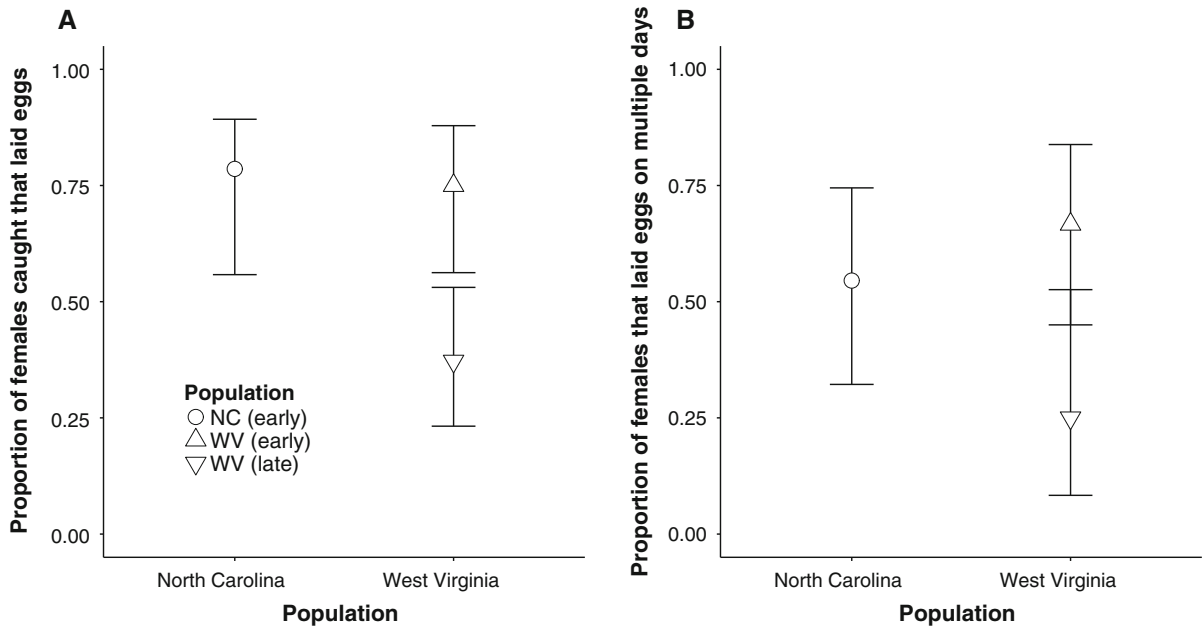 A
Proportion of females caught that laid eggs
1.00
0.75
0.50
0.25
0.00
Population
NC (early)
WV (early)
WV (late)
North Carolina
West Virginia
Population
B
Proportion of females that laid eggs on multiple days
1.00
0.75
0.50
0.25
0.00
North Carolina
West Virginia
Population